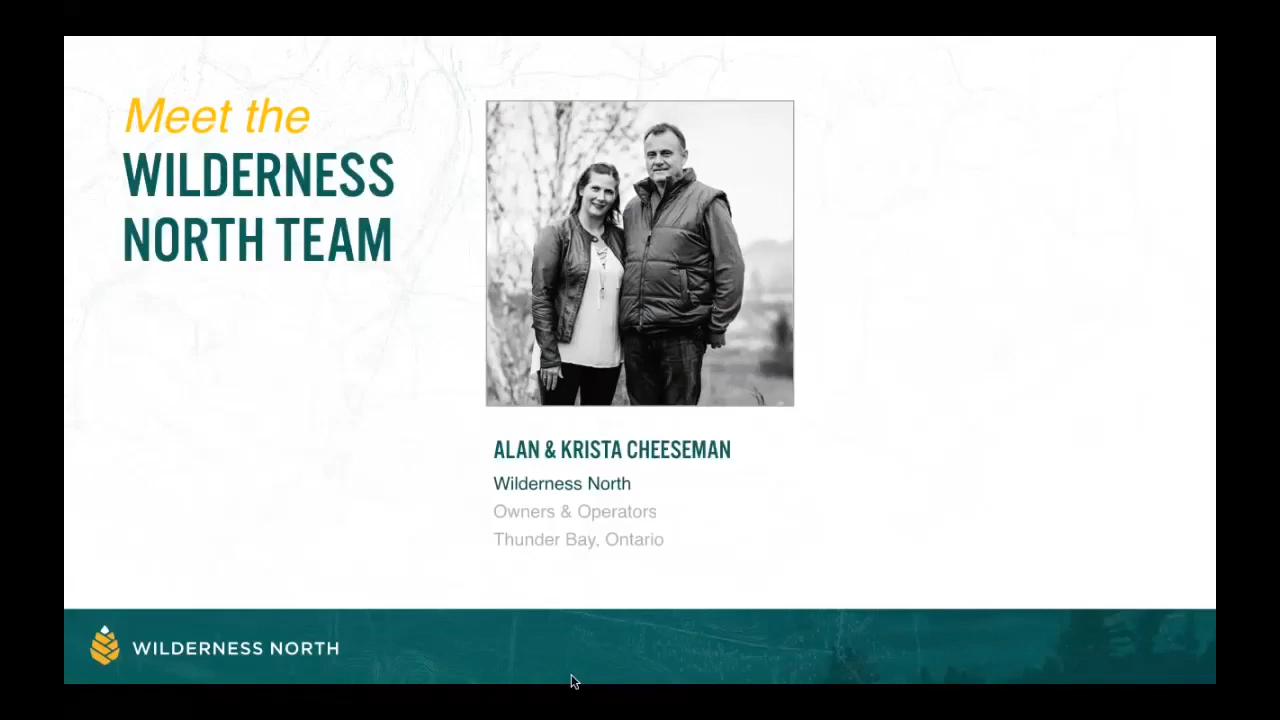 Meet the
WILDERNESS
NORTH TEAM
ALAN & KRISTA CHEESEMAN
Wilderness North
Owners & Operators
Thunder Bay, Ontario
WILDERNESS NORTH